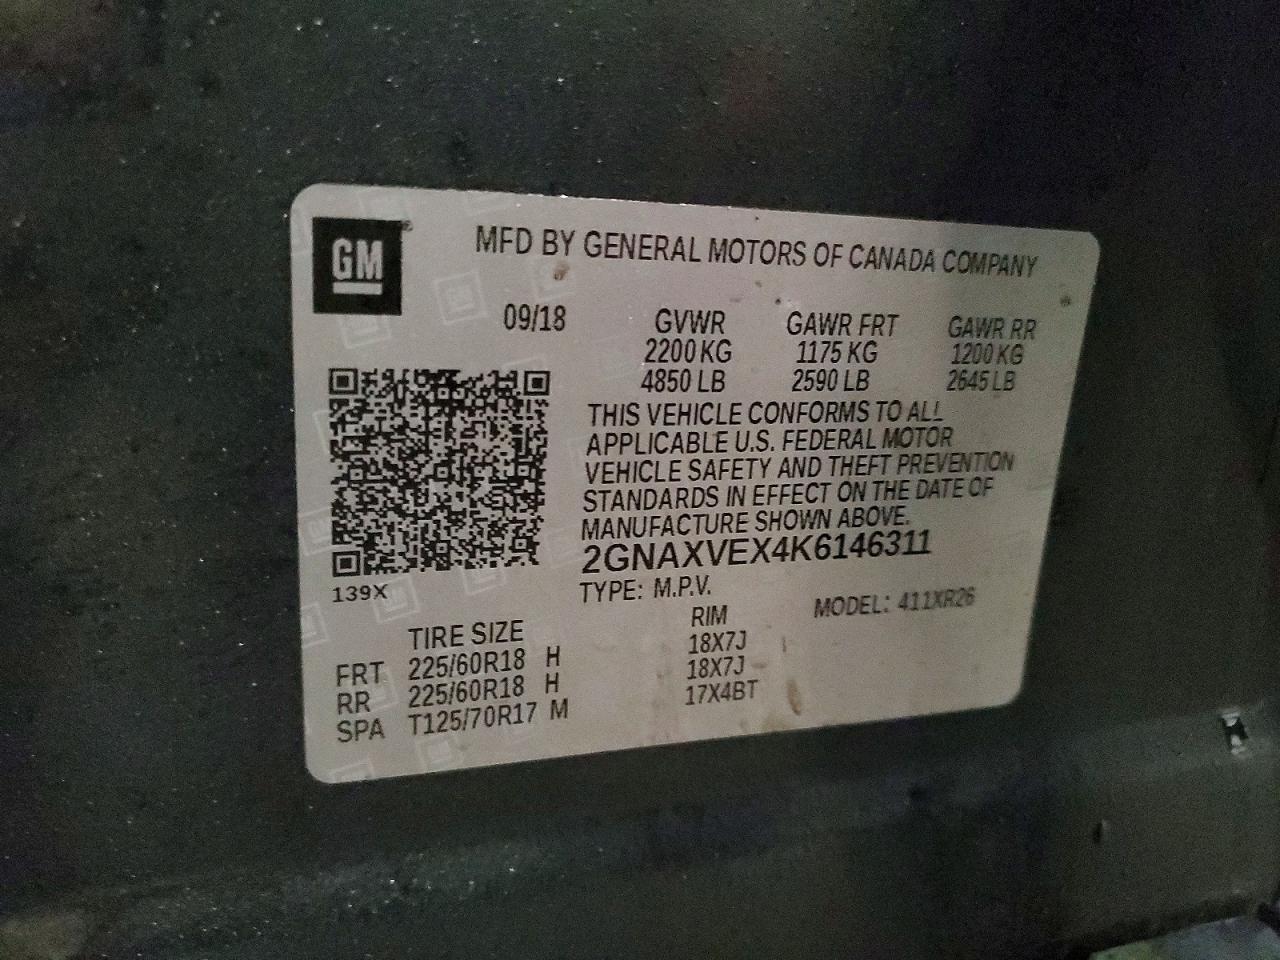 GM
MFD BY GENERAL MOTORS OF CANADA COMPANY
09/18 GVWR GAWR FRT GAWR RR
2200 KG 1175 KG 1200 KG
4850 LB 2590 LB 2645 LB
THIS VEHICLE CONFORMS TO ALL
APPLICABLE U.S. FEDERAL MOTOR
VEHICLE SAFETY AND THEFT PREVENTION
STANDARDS IN EFFECT ON THE DATE OF
MANUFACTURE SHOWN ABOVE.
2GNAXVEX4K6146311
139X
TYPE: M.P.V. MODEL: 411XR26
TIRE SIZE RIM
FRT 225/60R18 H 18X7J
RR 225/60R18 H 18X7J
SPA T125/70R17 M 17X4BT